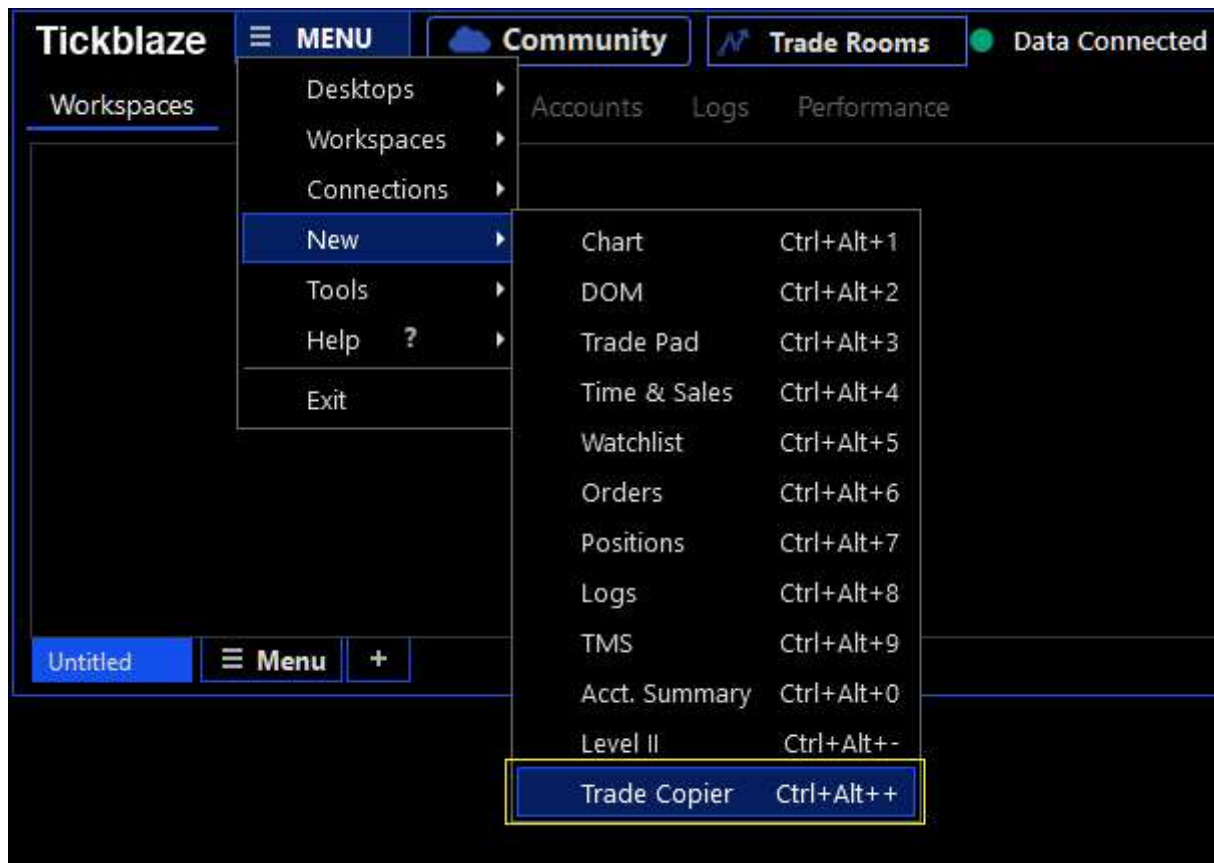 Tickblaze ☰ MENU Community Trade Rooms Data Connected
Workspaces Accounts Logs Performance
Desktops
Workspaces
Connections
New
Tools
Help ?
Exit
Chart Ctrl+Alt+1
DOM Ctrl+Alt+2
Trade Pad Ctrl+Alt+3
Time & Sales Ctrl+Alt+4
Watchlist Ctrl+Alt+5
Orders Ctrl+Alt+6
Positions Ctrl+Alt+7
Logs Ctrl+Alt+8
TMS Ctrl+Alt+9
Acct. Summary Ctrl+Alt+0
Level II Ctrl+Alt+-
Trade Copier Ctrl+Alt++
Untitled ☰ Menu +